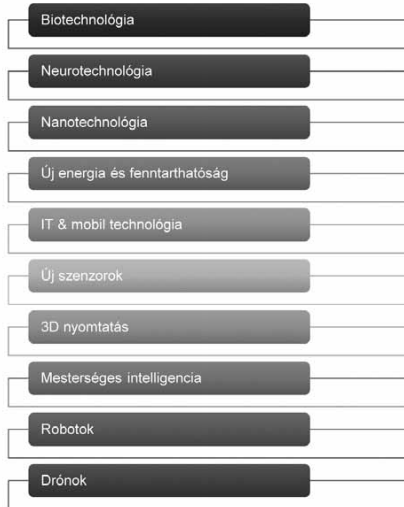 Biotechnológia
Neurotechnológia
Nanotechnológia
Új energia és fenntarthatóság
IT & mobil technológia
Új szenzorok
3D nyomtatás
Mesterséges intelligencia
Robotok
Drónok